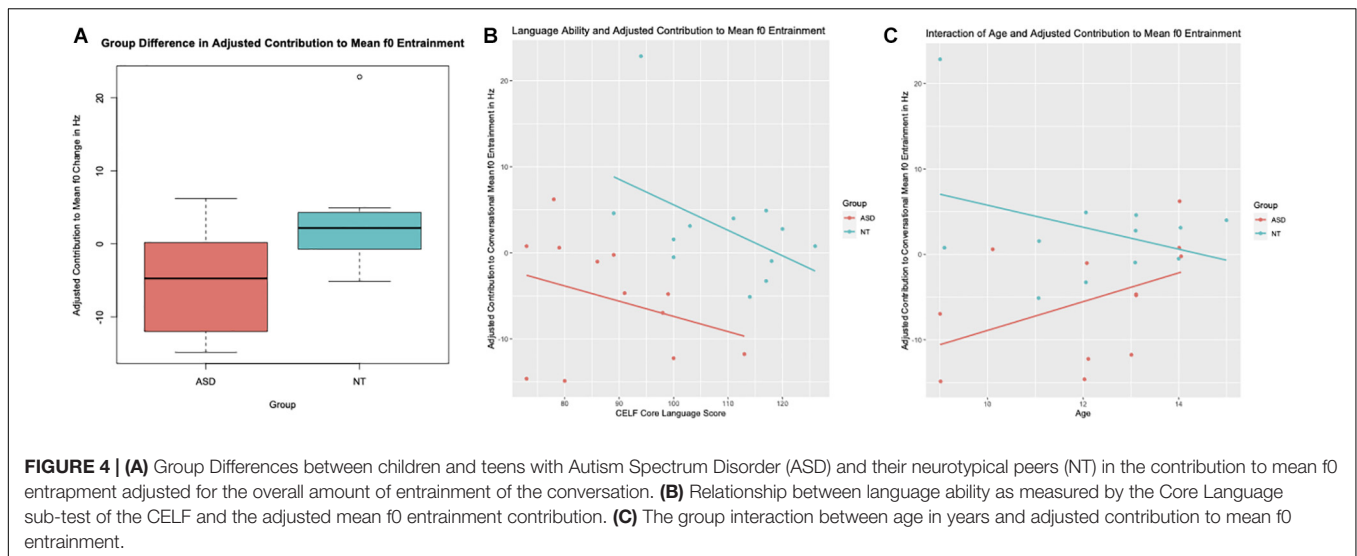 A
Group Difference in Adjusted Contribution to Mean f0 Entrainment
Adjusted Contribution to Mean f0 Change in Hz
20
10
0
-10
ASD
NT
Group
B
Language Ability and Adjusted Contribution to Mean f0 Entrainment
Adjusted Contribution to Conversational Mean f0 Entrainment in Hz
20
10
0
-10
80
90
100
110
120
CELF Core Language Score
Group
ASD
NT
C
Interaction of Age and Adjusted Contribution to Mean f0 Entrainment
Adjusted Contribution to Conversational Mean f0 Entrainment in Hz
20
10
0
-10
10
12
14
Age
Group
ASD
NT
FIGURE 4 | (A) Group Differences between children and teens with Autism Spectrum Disorder (ASD) and their neurotypical peers (NT) in the contribution to mean f0
entrapment adjusted for the overall amount of entrainment of the conversation. (B) Relationship between language ability as measured by the Core Language
sub-test of the CELF and the adjusted mean f0 entrainment contribution. (C) The group interaction between age in years and adjusted contribution to mean f0
entrainment.